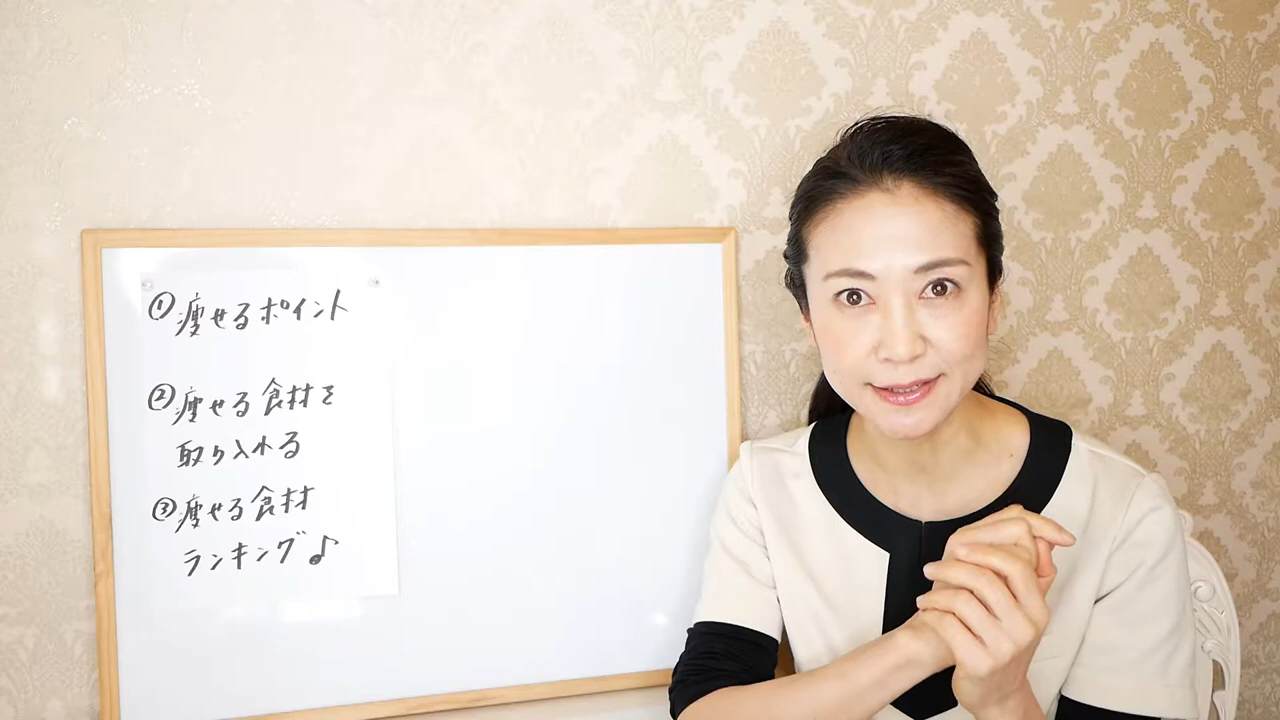 ①痩せるポイント
②痩せる食材を
取り入れる
③痩せる食材
ランキング♪